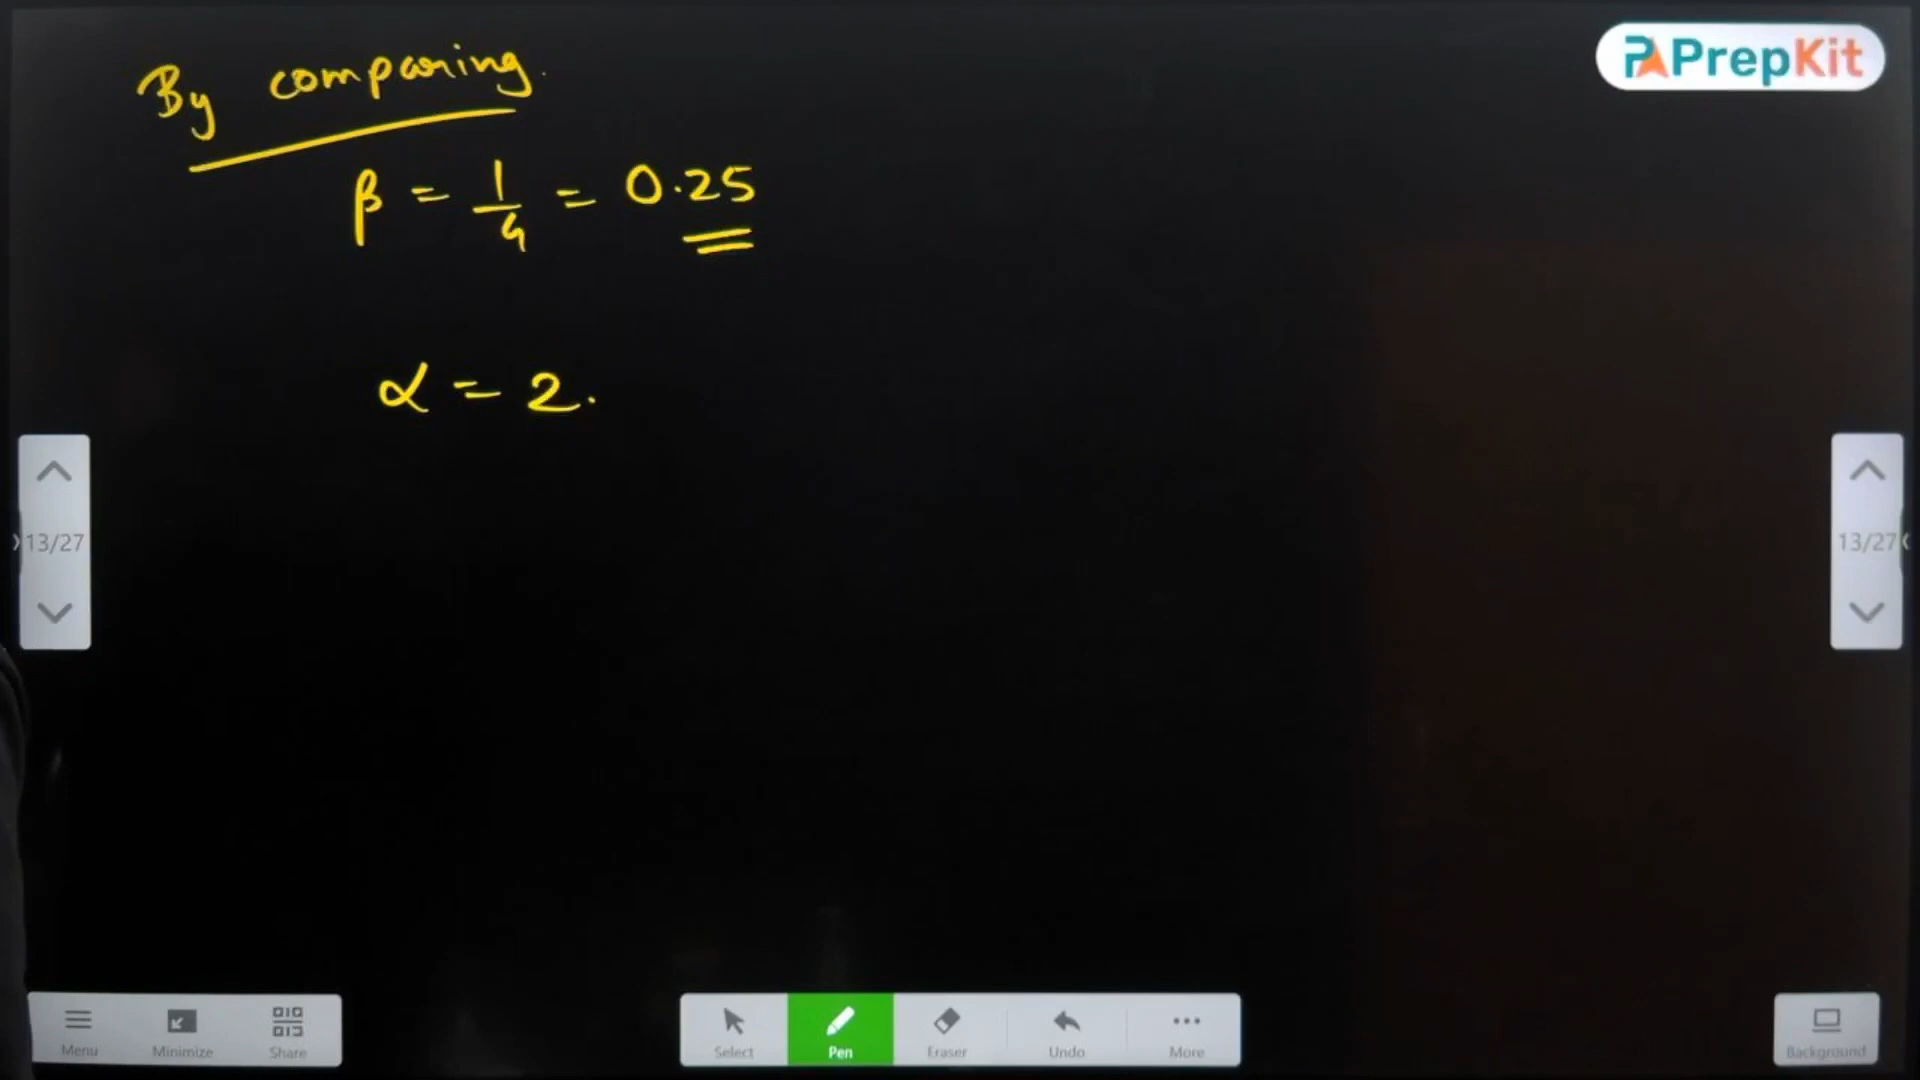 By comparing.
PrepKit
β = 1/4 = 0.25
α = 2.
13/27
13/27
Menu
Minimize
Share
Select
Pen
Eraser
Undo
More
Background